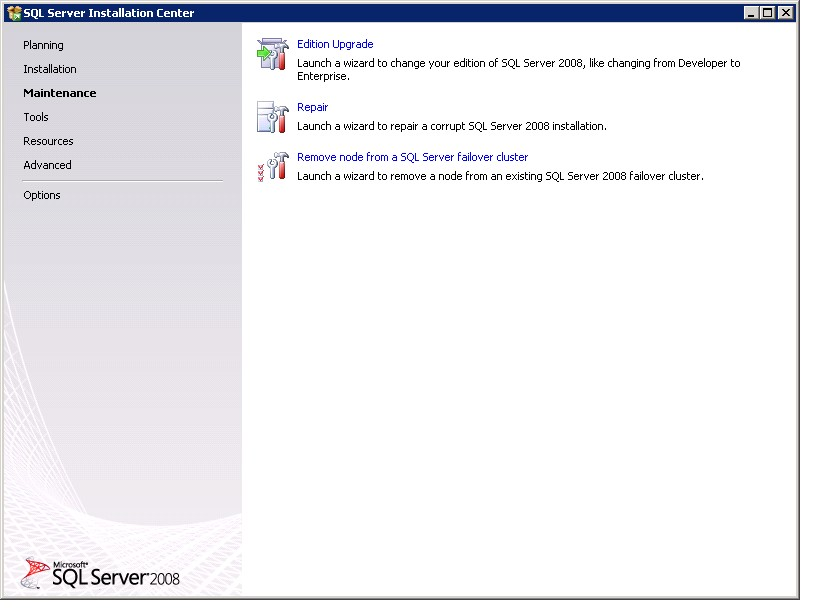 SQL Server Installation Center
Planning
Installation
Maintenance
Tools
Resources
Advanced
Options
Edition Upgrade
Launch a wizard to change your edition of SQL Server 2008, like changing from Developer to
Enterprise.
Repair
Launch a wizard to repair a corrupt SQL Server 2008 installation.
Remove node from a SQL Server failover cluster
Launch a wizard to remove a node from an existing SQL Server 2008 failover cluster.
Microsoft®
SQL Server 2008